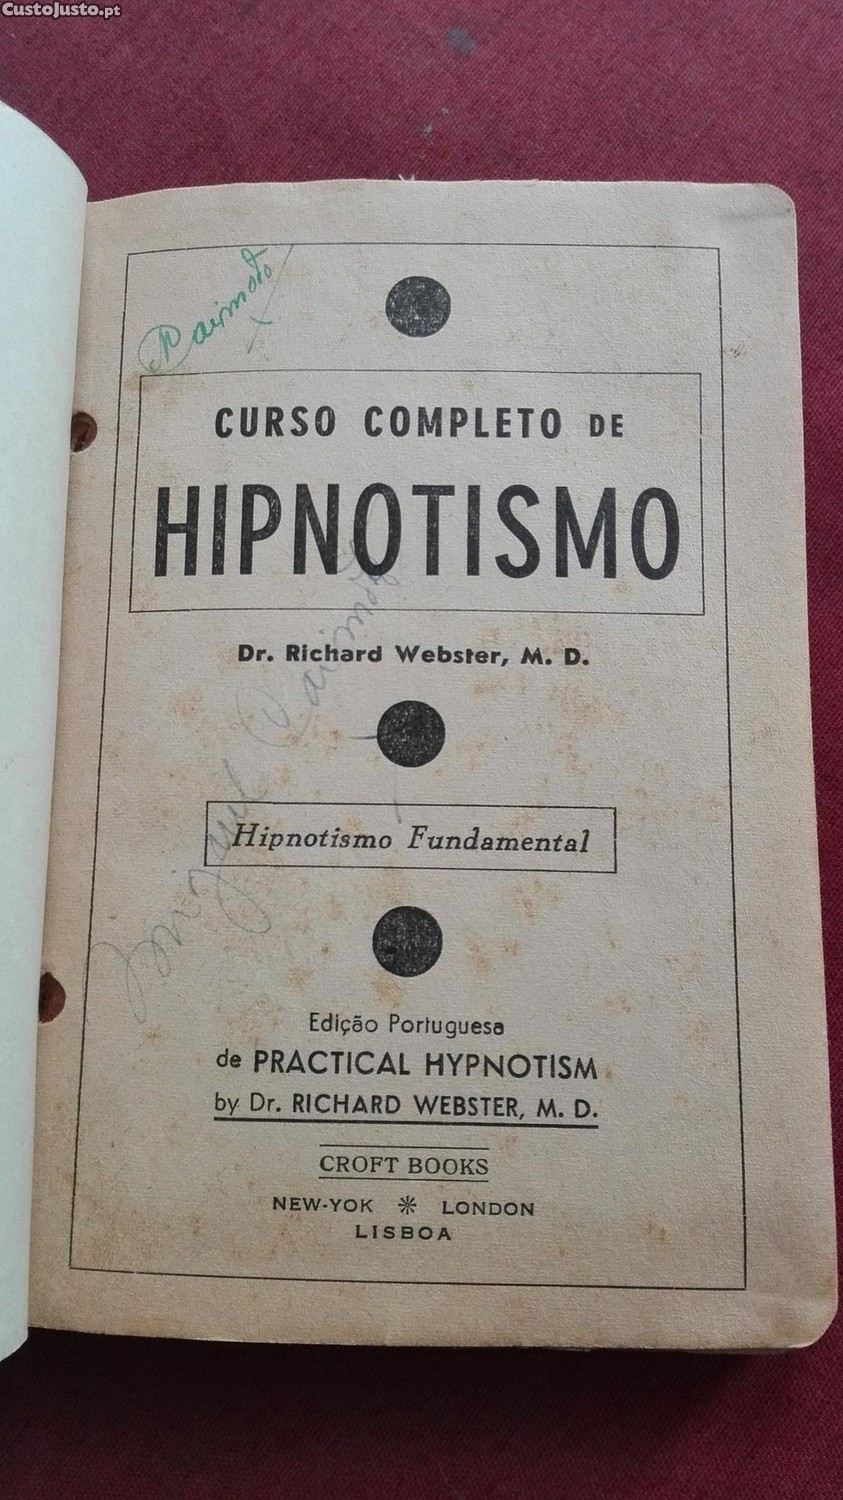 CustoJusto.pt
CURSO COMPLETO DE
HIPNOTISMO
Dr. Richard Webster, M. D.
Hipnotismo Fundamental
Edição Portuguesa
de PRACTICAL HYPNOTISM
by Dr. RICHARD WEBSTER, M. D.
CROFT BOOKS
NEW-YOK ✻ LONDON
LISBOA